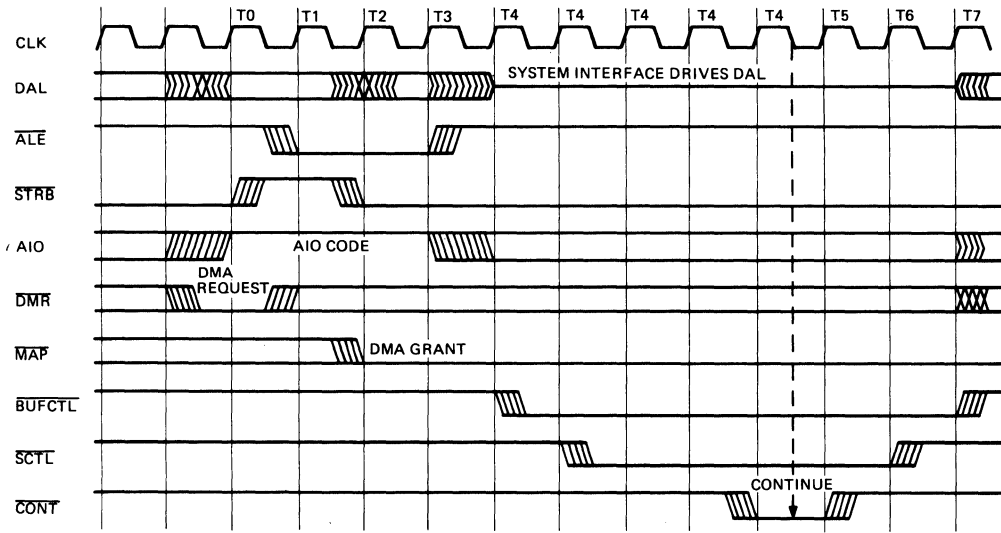 T0 T1 T2 T3 T4 T4 T4 T4 T4 T5 T6 T7
CLK
DAL
SYSTEM INTERFACE DRIVES DAL
ALE
STRB
AIO
AIO CODE
DMA
REQUEST
DMR
MAP
DMA GRANT
BUFCTL
SCTL
CONTINUE
CONT